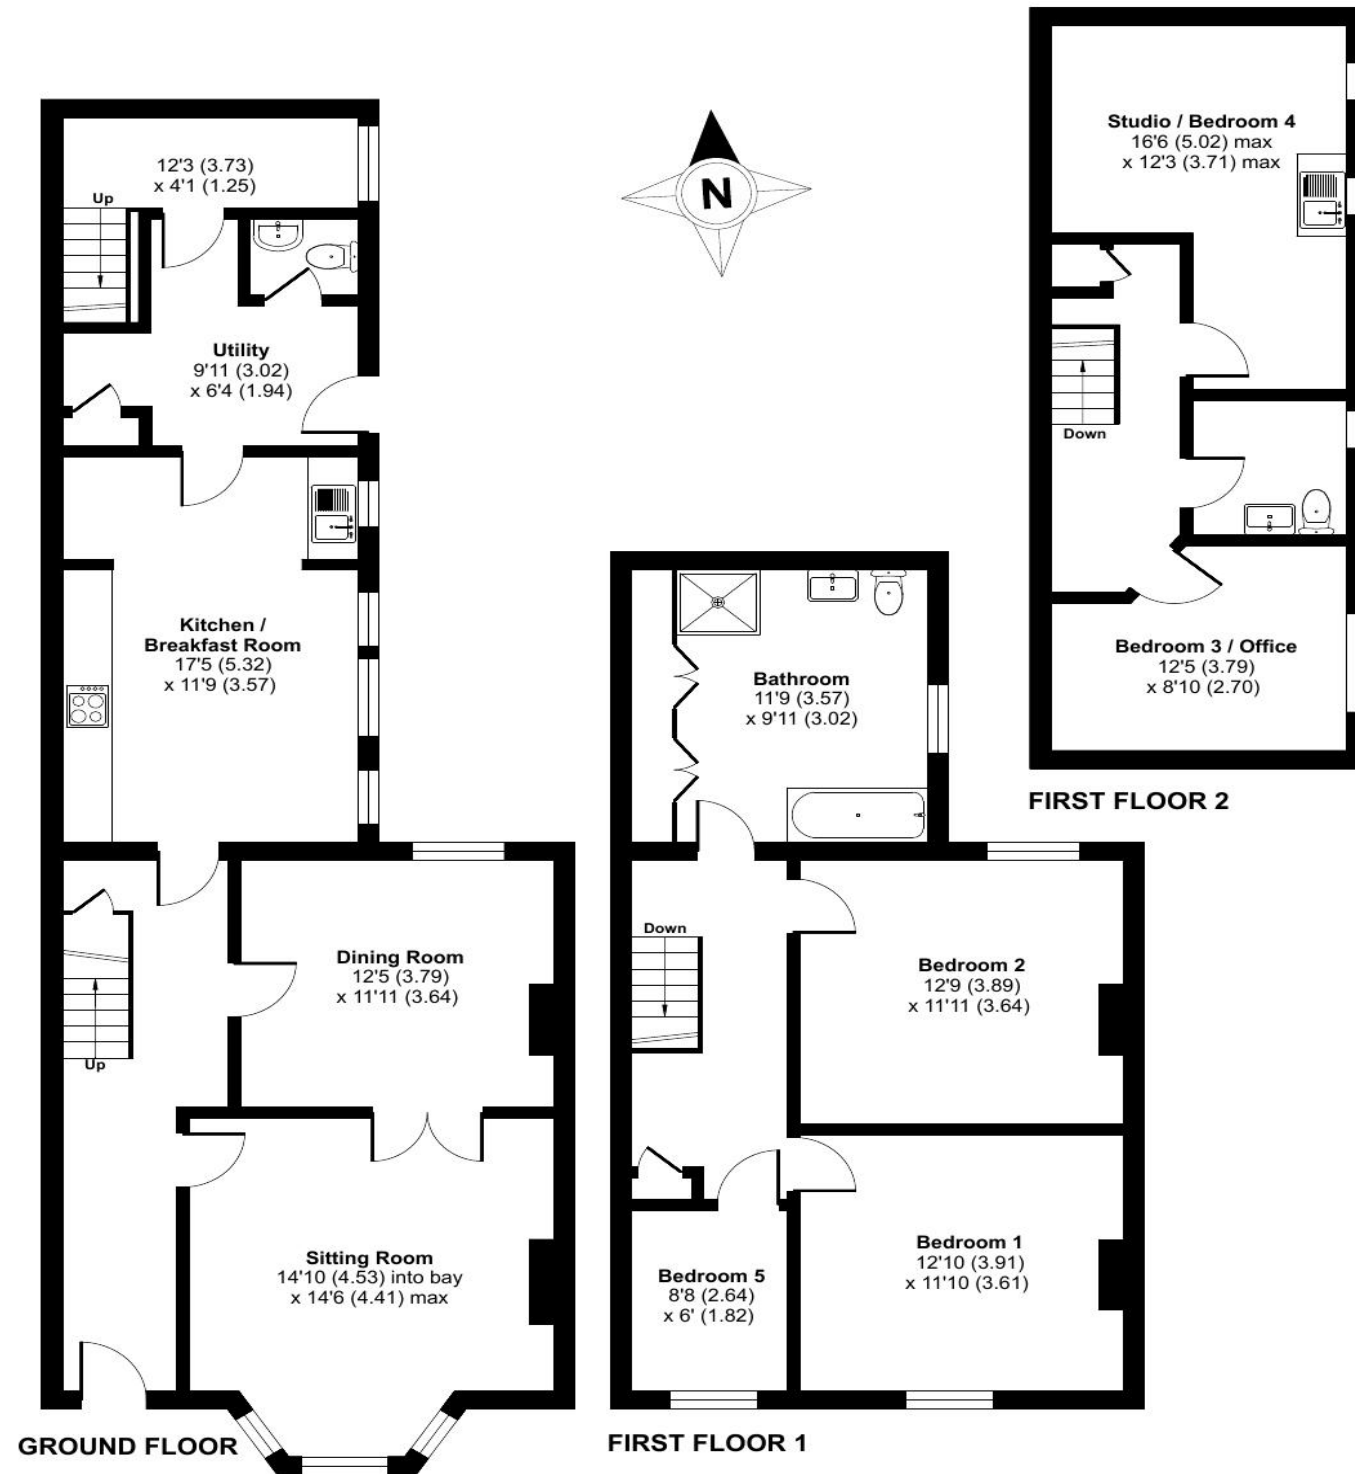 12'3 (3.73)
x 4'1 (1.25)
Up
Utility
9'11 (3.02)
x 6'4 (1.94)
Kitchen /
Breakfast Room
17'5 (5.32)
x 11'9 (3.57)
Dining Room
12'5 (3.79)
x 11'11 (3.64)
Up
Sitting Room
14'10 (4.53) into bay
x 14'6 (4.41) max
GROUND FLOOR
N
Bathroom
11'9 (3.57)
x 9'11 (3.02)
Down
Bedroom 2
12'9 (3.89)
x 11'11 (3.64)
Bedroom 1
12'10 (3.91)
x 11'10 (3.61)
Bedroom 5
8'8 (2.64)
x 6' (1.82)
FIRST FLOOR 1
Studio / Bedroom 4
16'6 (5.02) max
x 12'3 (3.71) max
Down
Bedroom 3 / Office
12'5 (3.79)
x 8'10 (2.70)
FIRST FLOOR 2